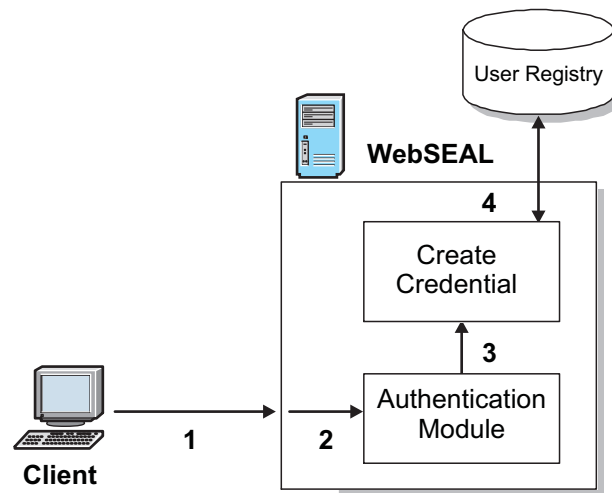 User Registry
WebSEAL
4
Create
Credential
3
Authentication
Module
1
2
Client